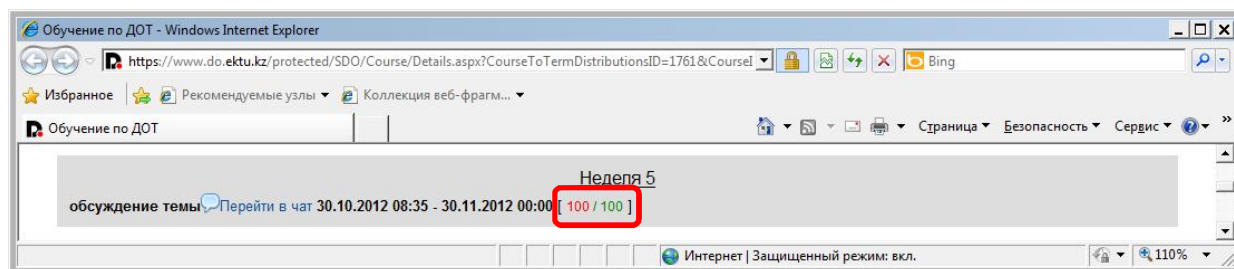 Обучение по ДОТ - Windows Internet Explorer
https://www.do.ektu.kz/protected/SDO/Course/Details.aspx?CourseToTermDistributionsID=1761&CourseI
Bing
Избранное Рекомендуемые узлы Коллекция веб-фрагм...
Обучение по ДОТ Страница Безопасность Сервис »
Неделя 5
обсуждение темы Перейти в чат 30.10.2012 08:35 - 30.11.2012 00:00 [ 100 / 100 ]
Интернет | Защищенный режим: вкл. 110%